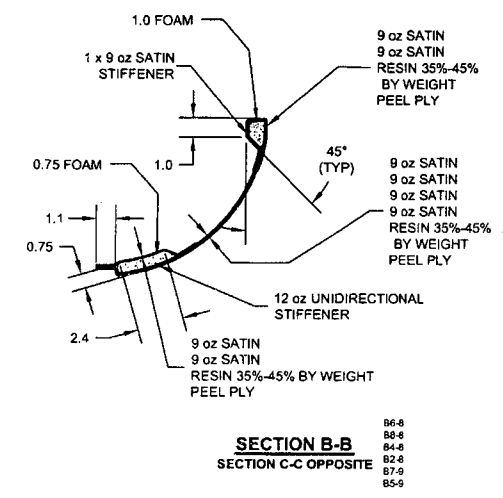 1.0 FOAM
1 x 9 oz SATIN
STIFFENER
9 oz SATIN
9 oz SATIN
RESIN 35%-45%
BY WEIGHT
PEEL PLY
1.0
45°
(TYP)
0.75 FOAM
9 oz SATIN
9 oz SATIN
9 oz SATIN
9 oz SATIN
RESIN 35%-45%
BY WEIGHT
PEEL PLY
1.1
0.75
12 oz UNIDIRECTIONAL
STIFFENER
2.4
9 oz SATIN
9 oz SATIN
RESIN 35%-45% BY WEIGHT
PEEL PLY
SECTION B-B
SECTION C-C OPPOSITE
B6-8
B8-8
B4-8
B2-8
B7-9
B5-9